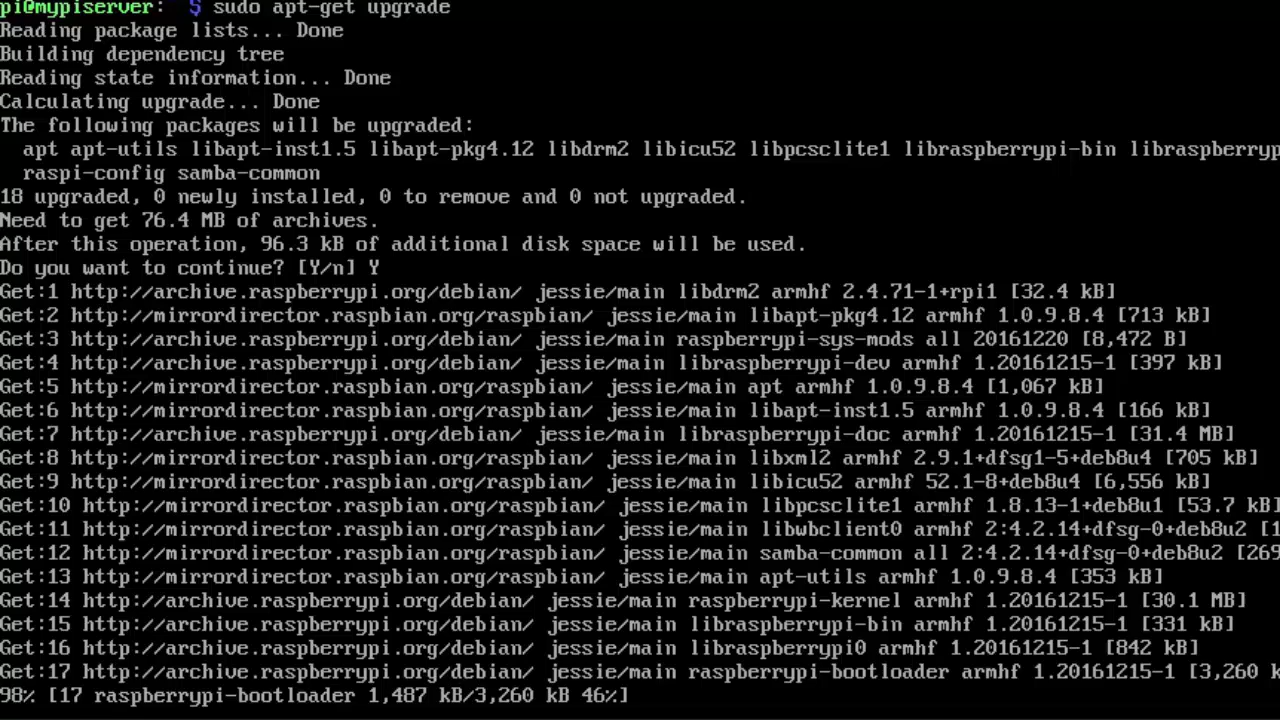 pi@mypiserver: $ sudo apt-get upgrade
Reading package lists... Done
Building dependency tree
Reading state information... Done
Calculating upgrade... Done
The following packages will be upgraded:
apt apt-utils libapt-inst1.5 libapt-pkg4.12 libdrm2 libicu52 libpcsclite1 libraspberrypi-bin libraspberryp
raspi-config samba-common
18 upgraded, 0 newly installed, 0 to remove and 0 not upgraded.
Need to get 76.4 MB of archives.
After this operation, 96.3 kB of additional disk space will be used.
Do you want to continue? [Y/n] Y
Get:1 http://archive.raspberrypi.org/debian/ jessie/main libdrm2 armhf 2.4.71-1+rpi1 [32.4 kB]
Get:2 http://mirrordirector.raspbian.org/raspbian/ jessie/main libapt-pkg4.12 armhf 1.0.9.8.4 [713 kB]
Get:3 http://archive.raspberrypi.org/debian/ jessie/main raspberrypi-sys-mods all 20161220 [8,472 B]
Get:4 http://archive.raspberrypi.org/debian/ jessie/main libraspberrypi-dev armhf 1.20161215-1 [397 kB]
Get:5 http://mirrordirector.raspbian.org/raspbian/ jessie/main apt armhf 1.0.9.8.4 [1,067 kB]
Get:6 http://mirrordirector.raspbian.org/raspbian/ jessie/main libapt-inst1.5 armhf 1.0.9.8.4 [166 kB]
Get:7 http://archive.raspberrypi.org/debian/ jessie/main libraspberrypi-doc armhf 1.20161215-1 [31.4 MB]
Get:8 http://mirrordirector.raspbian.org/raspbian/ jessie/main libxml2 armhf 2.9.1+dfsg1-5+deb8u4 [705 kB]
Get:9 http://mirrordirector.raspbian.org/raspbian/ jessie/main libicu52 armhf 52.1-8+deb8u4 [6,556 kB]
Get:10 http://mirrordirector.raspbian.org/raspbian/ jessie/main libpcsclite1 armhf 1.8.13-1+deb8u1 [53.7 kB]
Get:11 http://mirrordirector.raspbian.org/raspbian/ jessie/main libwbclient0 armhf 2:4.2.14+dfsg-0+deb8u2 [1
Get:12 http://mirrordirector.raspbian.org/raspbian/ jessie/main samba-common all 2:4.2.14+dfsg-0+deb8u2 [269
Get:13 http://mirrordirector.raspbian.org/raspbian/ jessie/main apt-utils armhf 1.0.9.8.4 [353 kB]
Get:14 http://archive.raspberrypi.org/debian/ jessie/main raspberrypi-kernel armhf 1.20161215-1 [30.1 MB]
Get:15 http://archive.raspberrypi.org/debian/ jessie/main libraspberrypi-bin armhf 1.20161215-1 [331 kB]
Get:16 http://archive.raspberrypi.org/debian/ jessie/main libraspberrypi0 armhf 1.20161215-1 [842 kB]
Get:17 http://archive.raspberrypi.org/debian/ jessie/main raspberrypi-bootloader armhf 1.20161215-1 [3,260 k
98% [17 raspberrypi-bootloader 1,487 kB/3,260 kB 46%]